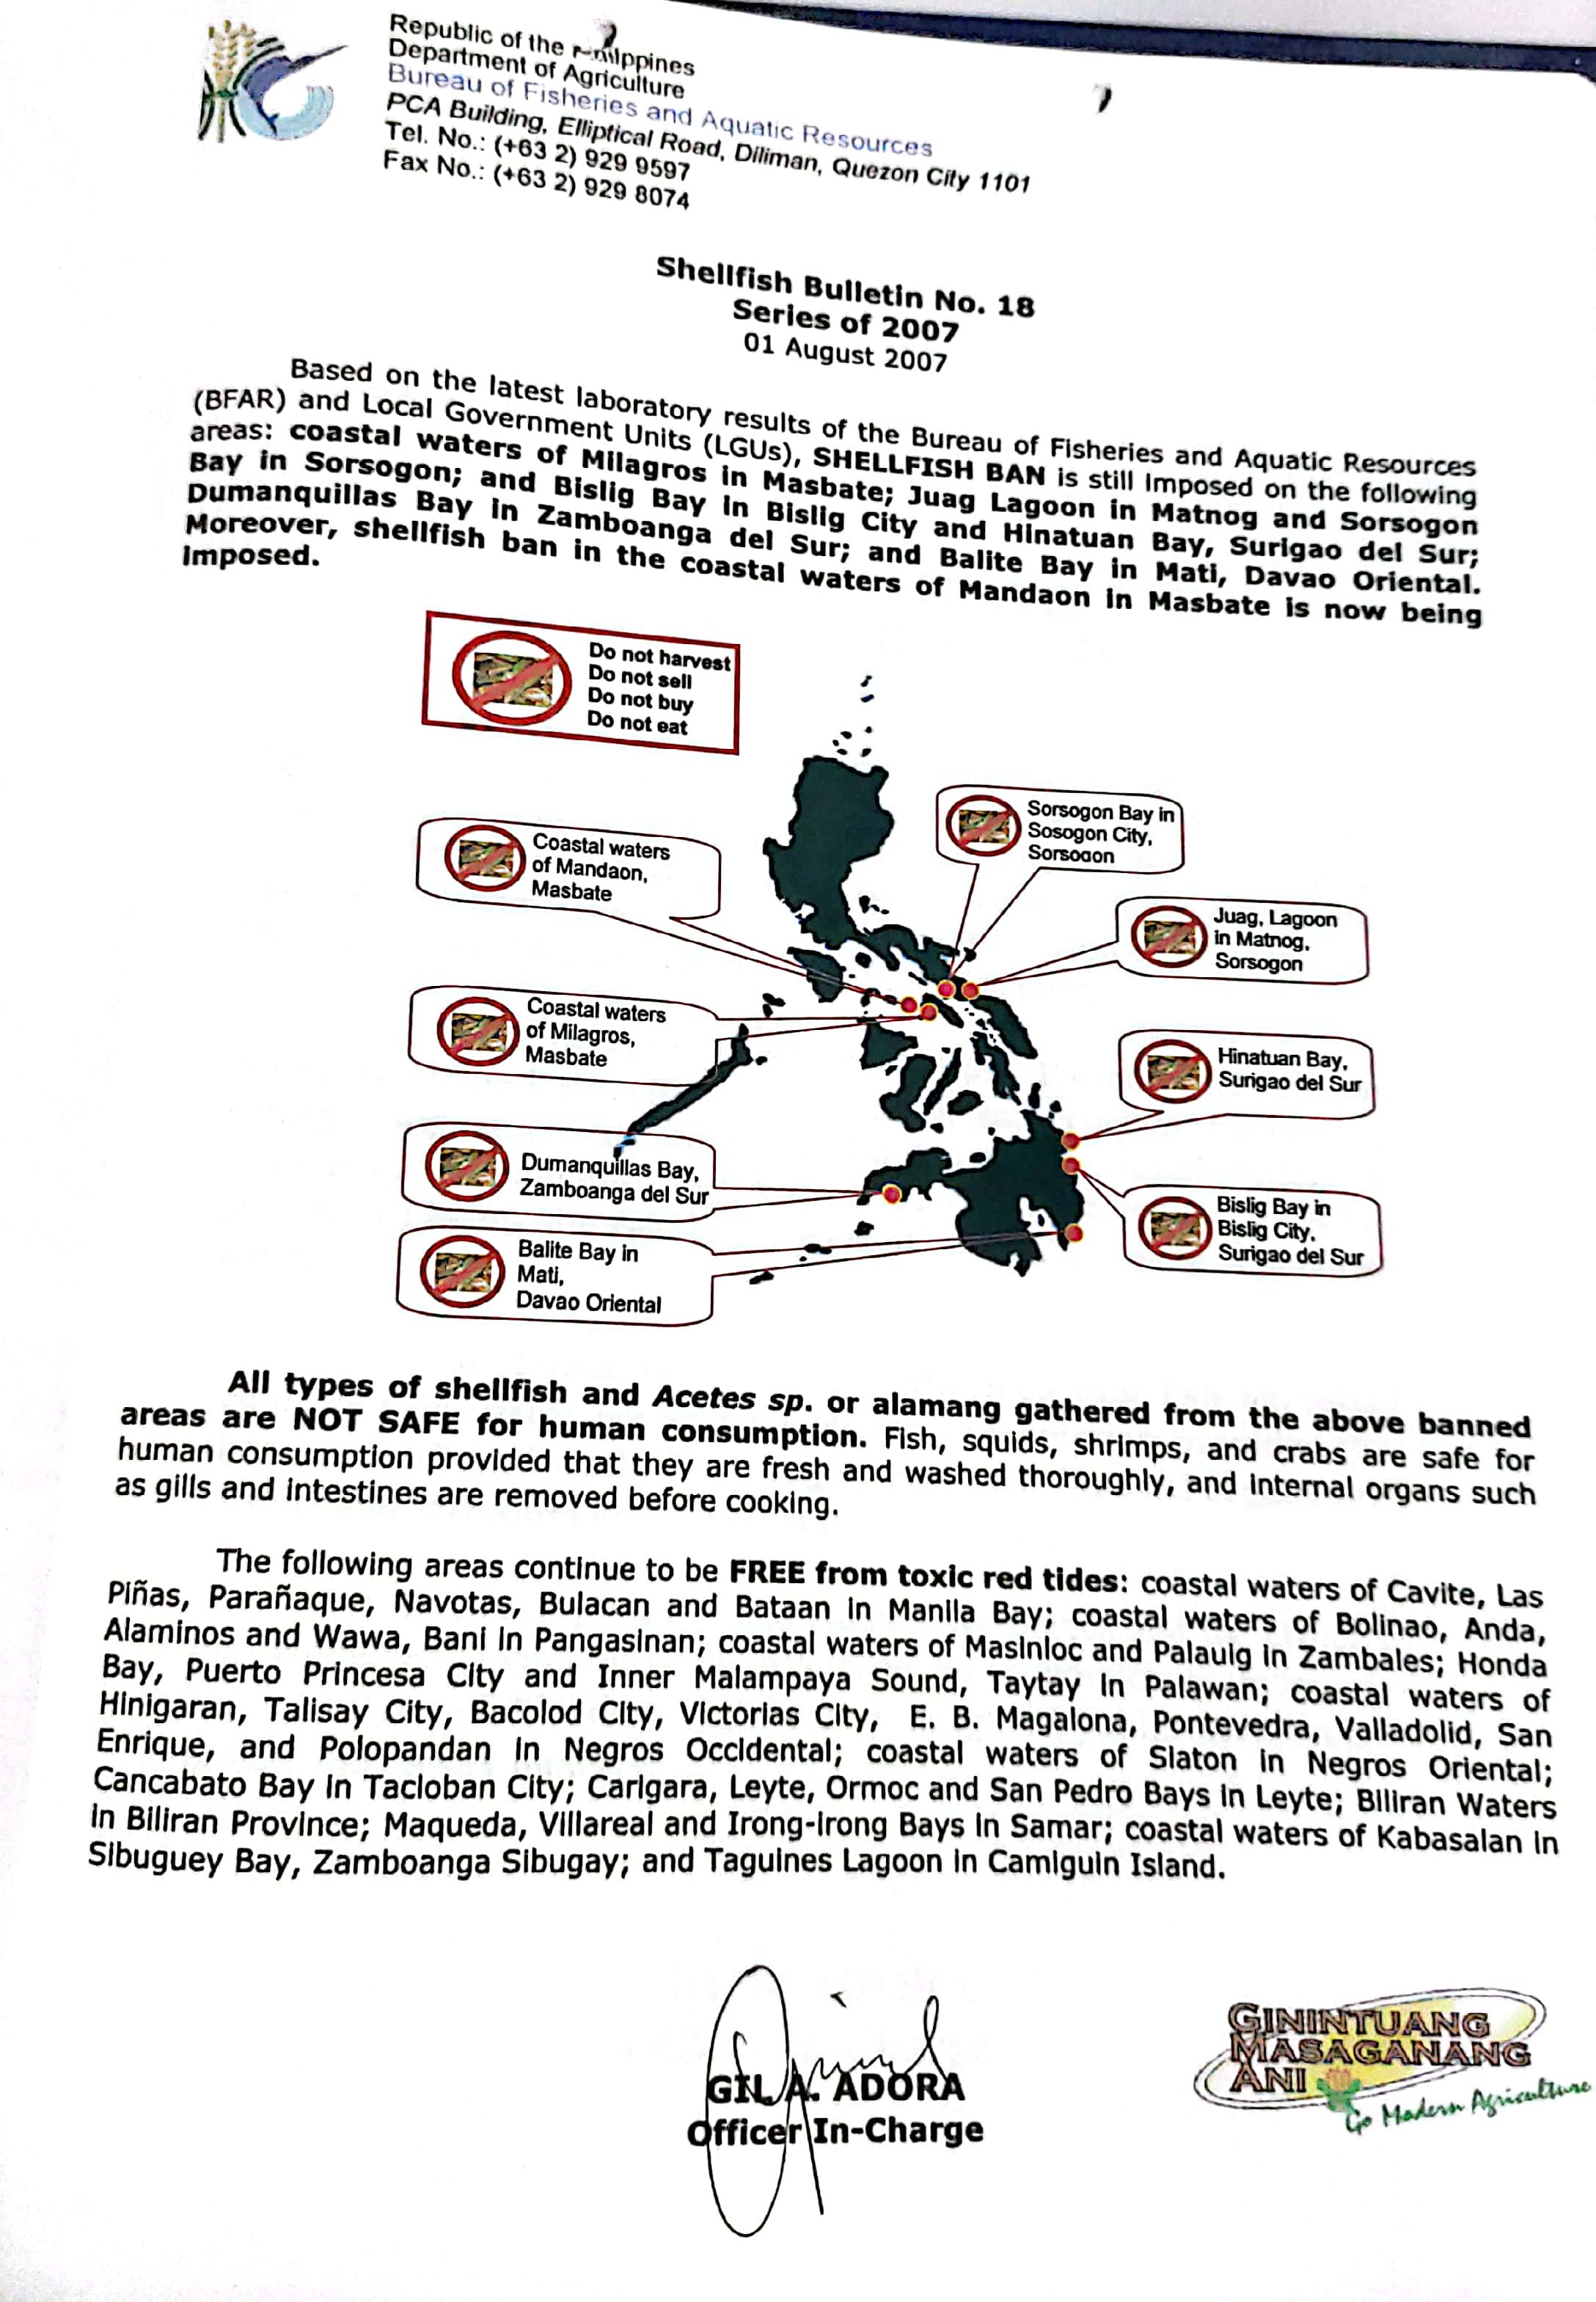 Republic of the Philippines
Department of Agriculture
Bureau of Fisheries and Aquatic Resources
PCA Building, Elliptical Road, Diliman, Quezon City 1101
Tel. No.: (+63 2) 929 9597
Fax No.: (+63 2) 929 8074
Shellfish Bulletin No. 18
Series of 2007
01 August 2007
Based on the latest laboratory results of the Bureau of Fisheries and Aquatic Resources
(BFAR) and Local Government Units (LGUs), SHELLFISH BAN is still imposed on the following
areas: coastal waters of Milagros in Masbate; Juag Lagoon in Matnog and Sorsogon
Bay in Sorsogon; and Bislig Bay in Bislig City and Hinatuan Bay, Surigao del Sur;
Dumanquillas Bay in Zamboanga del Sur; and Balite Bay in Mati, Davao Oriental.
Moreover, shellfish ban in the coastal waters of Mandaon in Masbate is now being
imposed.
Do not harvest
Do not sell
Do not buy
Do not eat
Sorsogon Bay in
Sosogon City,
Sorsogon
Coastal waters
of Mandaon,
Masbate
Juag, Lagoon
in Matnog,
Sorsogon
Coastal waters
of Milagros,
Masbate
Hinatuan Bay,
Surigao del Sur
Dumanquillas Bay,
Zamboanga del Sur
Bislig Bay in
Bislig City,
Surigao del Sur
Balite Bay in
Mati,
Davao Oriental
All types of shellfish and Acetes sp. or alamang gathered from the above banned
areas are NOT SAFE for human consumption. Fish, squids, shrimps, and crabs are safe for
human consumption provided that they are fresh and washed thoroughly, and internal organs such
as gills and intestines are removed before cooking.
The following areas continue to be FREE from toxic red tides: coastal waters of Cavite, Las
Piñas, Parañaque, Navotas, Bulacan and Bataan in Manila Bay; coastal waters of Bolinao, Anda,
Alaminos and Wawa, Bani in Pangasinan; coastal waters of Masinloc and Palauig in Zambales; Honda
Bay, Puerto Princesa City and Inner Malampaya Sound, Taytay in Palawan; coastal waters of
Hinigaran, Talisay City, Bacolod City, Victorias City, E. B. Magalona, Pontevedra, Valladolid, San
Enrique, and Polopandan in Negros Occidental; coastal waters of Siaton in Negros Oriental;
Cancabato Bay in Tacloban City; Carigara, Leyte, Ormoc and San Pedro Bays in Leyte; Biliran Waters
in Biliran Province; Maqueda, Villareal and Irong-Irong Bays in Samar; coastal waters of Kabasalan in
Sibuguey Bay, Zamboanga Sibugay; and Taguines Lagoon in Camiguin Island.
GIL A. ADORA
Officer In-Charge
GININTUANG
MASAGANANG
ANI
Go Modern Agriculture